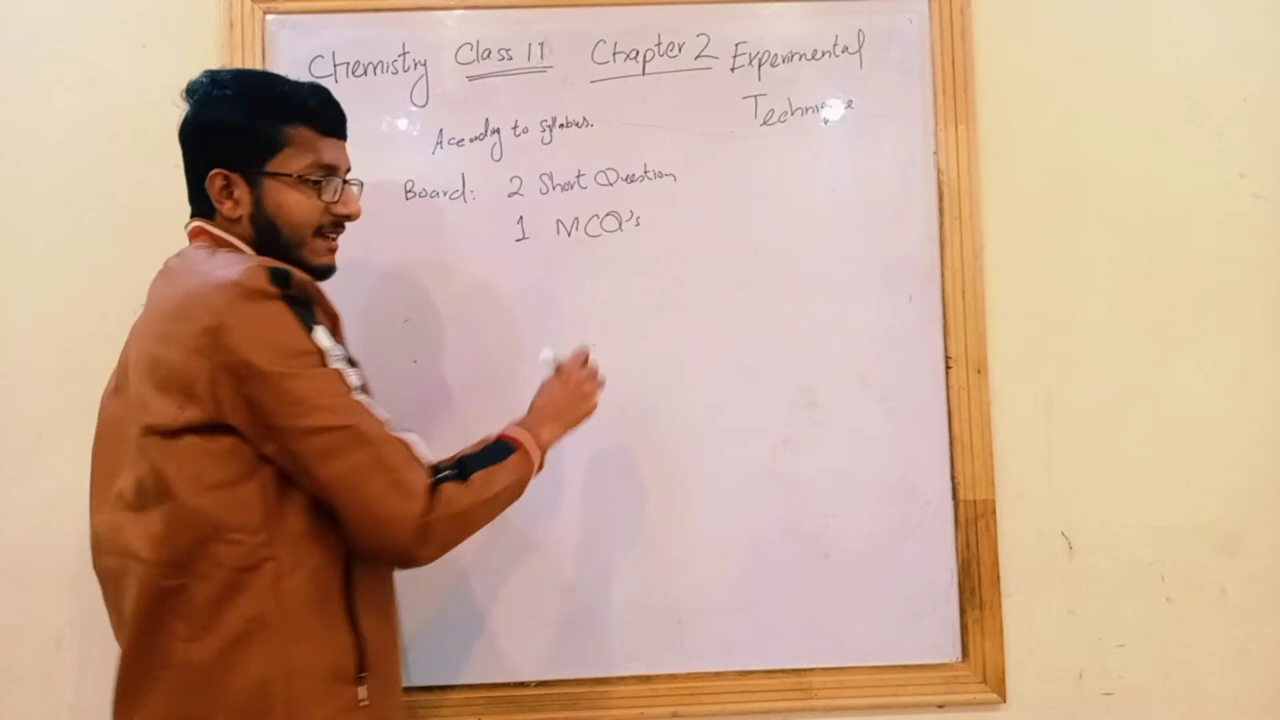 Chemistry Class 11 Chapter 2 Experimental
Technique
According to syllabus.
Board: 2 Short Question
1 MCQ's